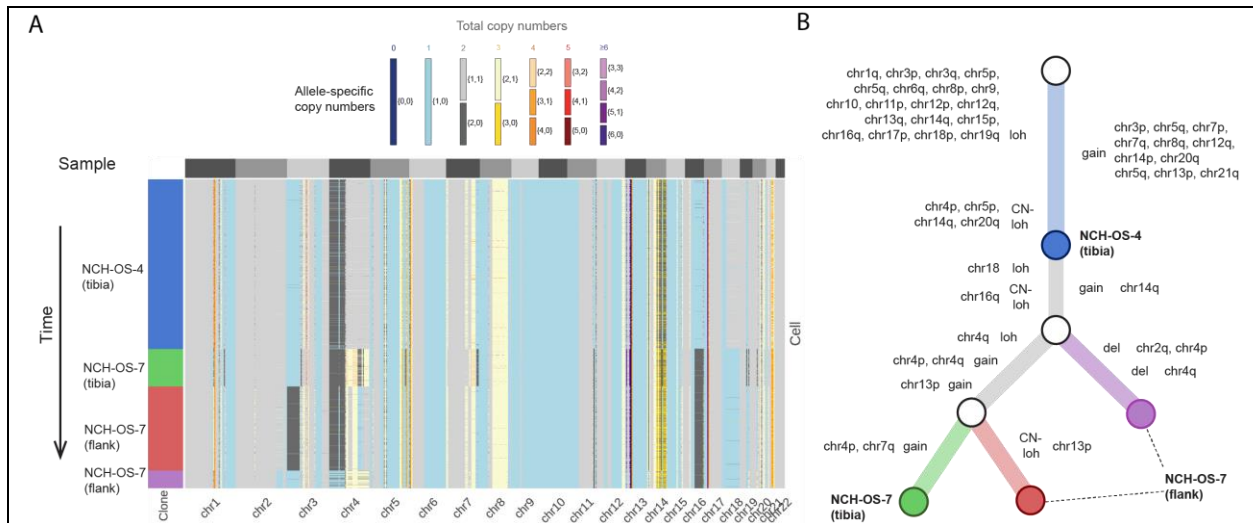 A
Total copy numbers
0 1 2 3 4 5 ≥6
Allele-specific
copy numbers
{0,0}
{1,0}
{1,1}
{2,0}
{2,1}
{3,0}
{2,2}
{3,1}
{4,0}
{3,2}
{4,1}
{5,0}
{3,3}
{4,2}
{5,1}
{6,0}
Sample
Time
NCH-OS-4
(tibia)
NCH-OS-7
(tibia)
NCH-OS-7
(flank)
NCH-OS-7
(flank)
Cell
Clone
chr1
chr2
chr3
chr4
chr5
chr6
chr7
chr8
chr9
chr10
chr11
chr12
chr13
chr14
chr15
chr16
chr17
chr18
chr19
chr20
chr21
chr22
B
chr1q, chr3p, chr3q, chr5p,
chr5q, chr6q, chr8p, chr9,
chr10, chr11p, chr12p, chr12q,
chr13q, chr14q, chr15p,
chr16q, chr17p, chr18p, chr19q loh
gain
chr3p, chr5q, chr7p,
chr7q, chr8q, chr12q,
chr14p, chr20q
chr5q, chr13p, chr21q
chr4p, chr5p,
chr14q, chr20q
CN-
loh
NCH-OS-4
(tibia)
chr18 loh
chr16q
CN-
loh
gain chr14q
chr4q loh
chr4p, chr4q gain
chr13p gain
del chr2q, chr4p
del chr4q
chr4p, chr7q gain
CN-
loh
chr13p
NCH-OS-7
(tibia)
NCH-OS-7
(flank)